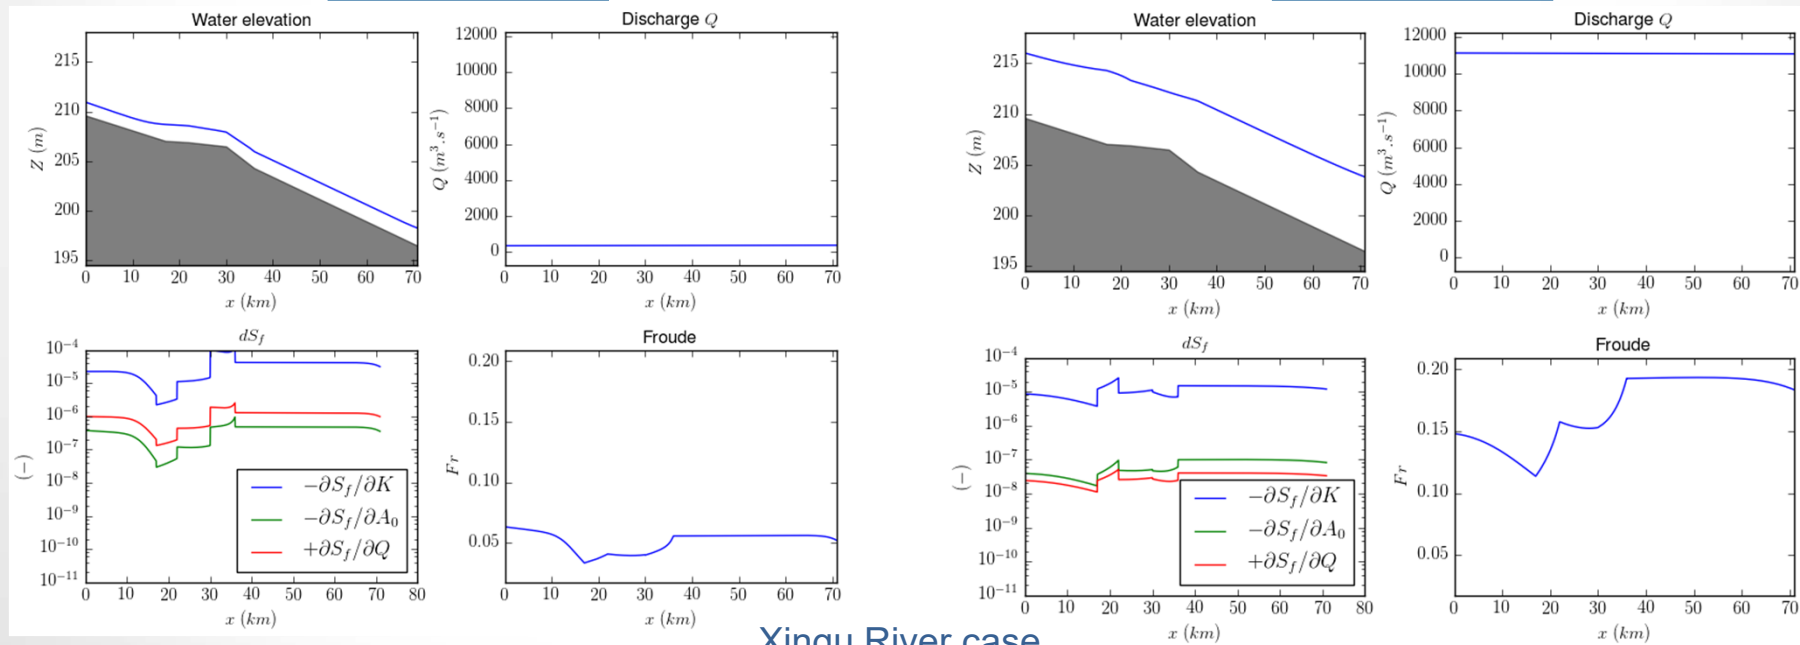 Water elevation
Discharge Q
Z (m)
215
210
205
200
195
0 10 20 30 40 50 60 70
x (km)
Q (m³.s⁻¹)
12000
10000
8000
6000
4000
2000
0
0 10 20 30 40 50 60 70
x (km)
Water elevation
Discharge Q
Z (m)
215
210
205
200
195
0 10 20 30 40 50 60 70
x (km)
Q (m³.s⁻¹)
12000
10000
8000
6000
4000
2000
0
0 10 20 30 40 50 60 70
x (km)
dS_f
Froude
(−)
10⁻⁴
10⁻⁵
10⁻⁶
10⁻⁷
10⁻⁸
10⁻⁹
10⁻¹⁰
10⁻¹¹
−∂S_f/∂K
−∂S_f/∂A₀
+∂S_f/∂Q
0 10 20 30 40 50 60 70 80
x (km)
Fr
0.20
0.15
0.10
0.05
0 10 20 30 40 50 60 70
x (km)
dS_f
Froude
(−)
10⁻⁴
10⁻⁵
10⁻⁶
10⁻⁷
10⁻⁸
10⁻⁹
10⁻¹⁰
10⁻¹¹
−∂S_f/∂K
−∂S_f/∂A₀
+∂S_f/∂Q
0 10 20 30 40 50 60 70 80
x (km)
Fr
0.20
0.15
0.10
0.05
0 10 20 30 40 50 60 70
x (km)
Xingu River case